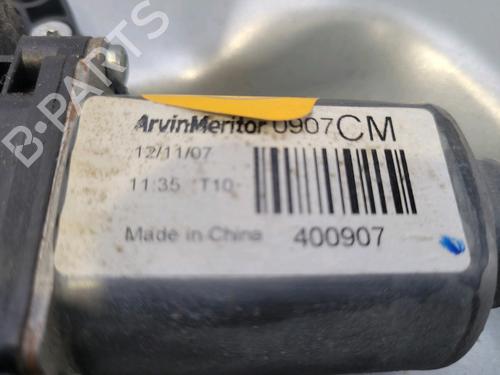 B-PARTS
ArvinMeritor. 0907CM
12/11/07
11:35 T10
Made in China 400907